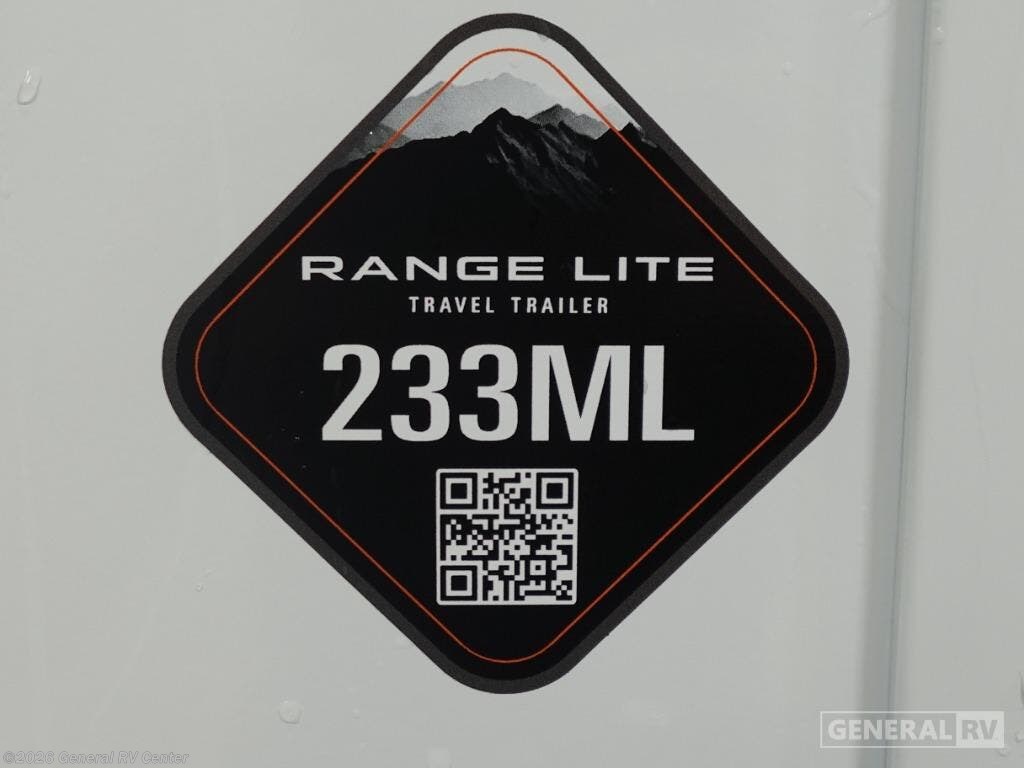 RANGE LITE
TRAVEL TRAILER
233ML
GENERAL RV
©2026 General RV Center